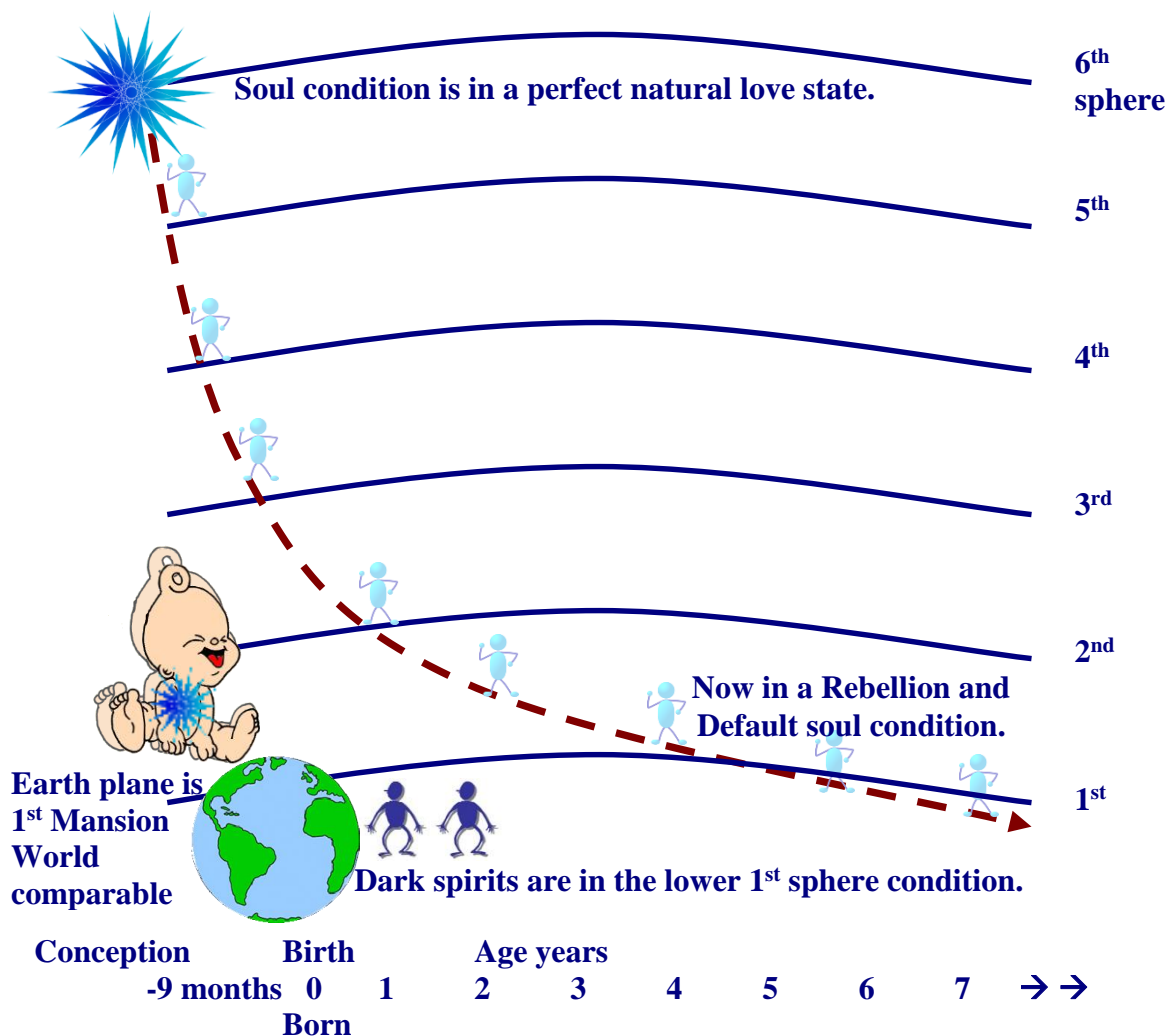 6th
sphere
Soul condition is in a perfect natural love state.
5th
4th
3rd
2nd
Now in a Rebellion and
Default soul condition.
1st
Earth plane is
1st Mansion
World
comparable
Dark spirits are in the lower 1st sphere condition.
Conception Birth Age years
-9 months 0 1 2 3 4 5 6 7 → →
Born